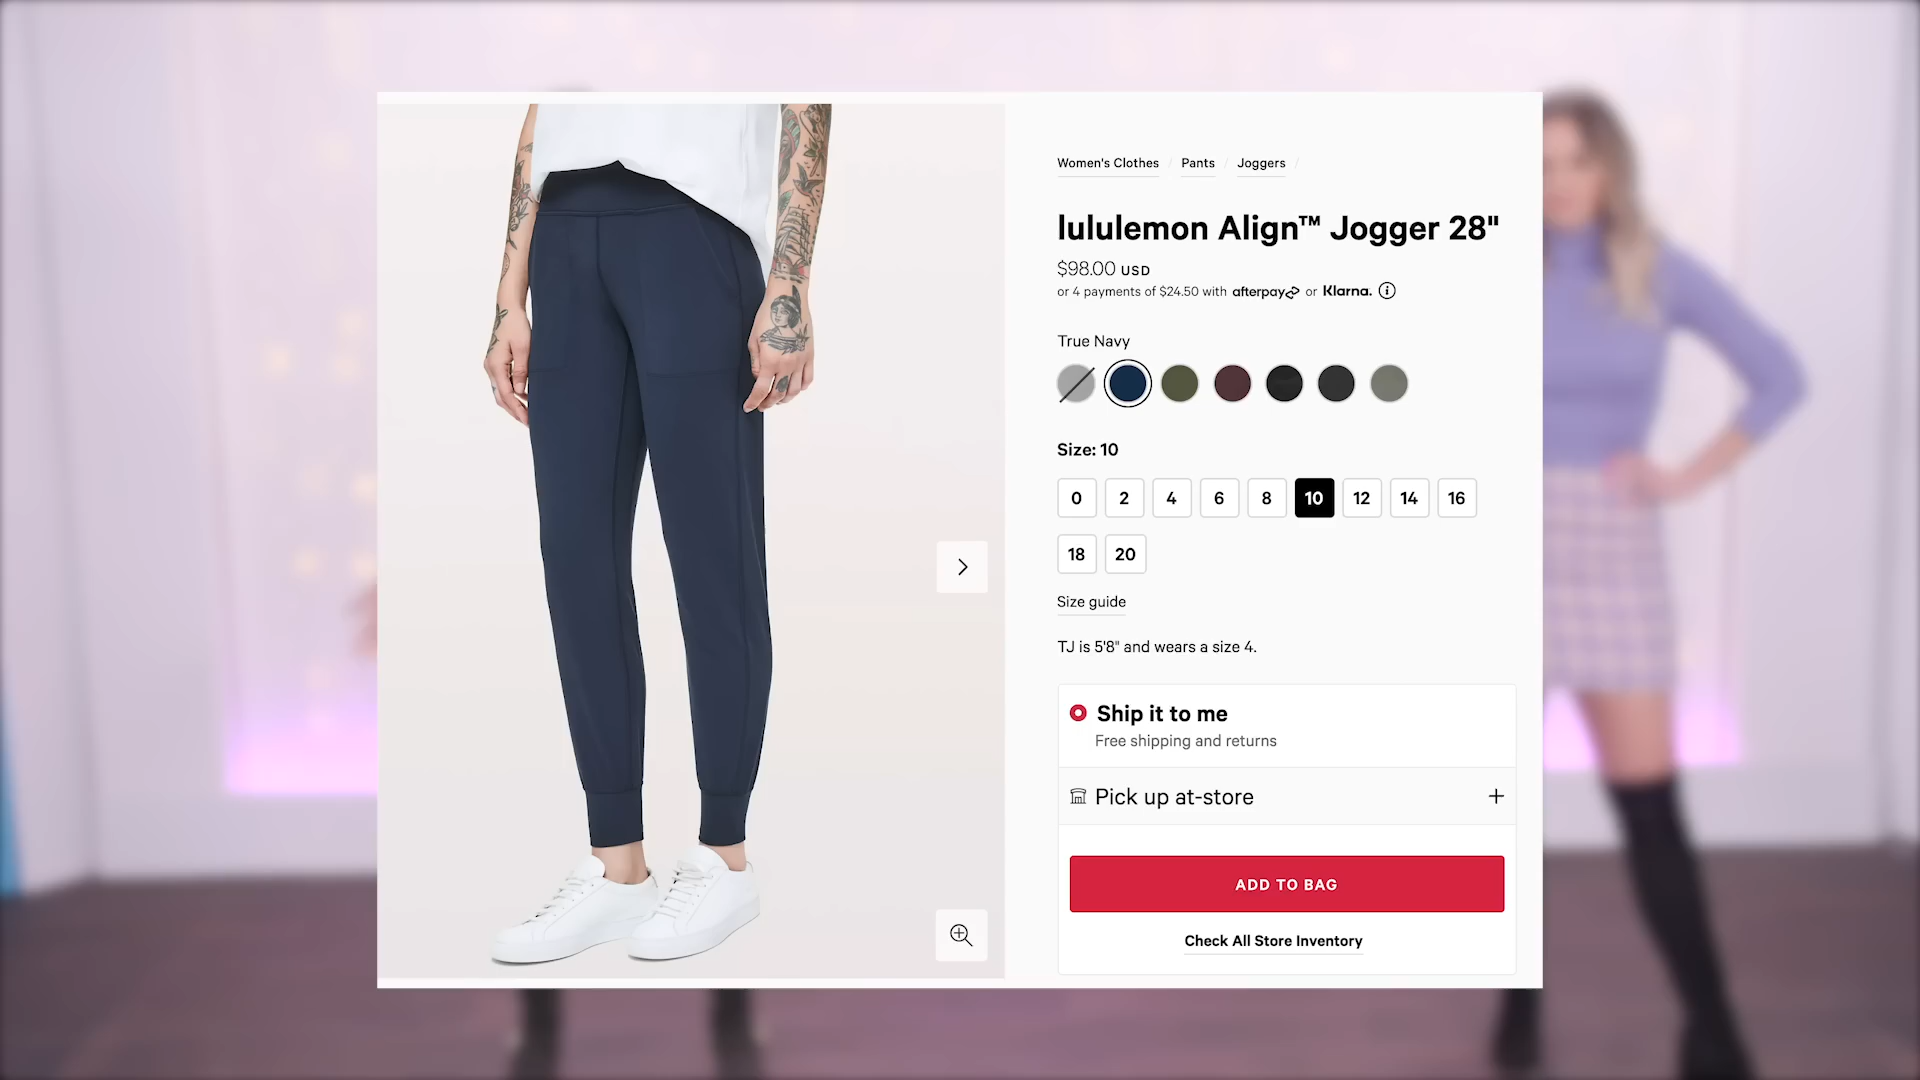 Women's Clothes / Pants / Joggers /
lululemon Align™ Jogger 28"
$98.00 USD
or 4 payments of $24.50 with afterpay or Klarna.
True Navy
Size: 10
0 2 4 6 8 10 12 14 16
18 20
Size guide
TJ is 5'8" and wears a size 4.
Ship it to me
Free shipping and returns
Pick up at-store +
ADD TO BAG
Check All Store Inventory